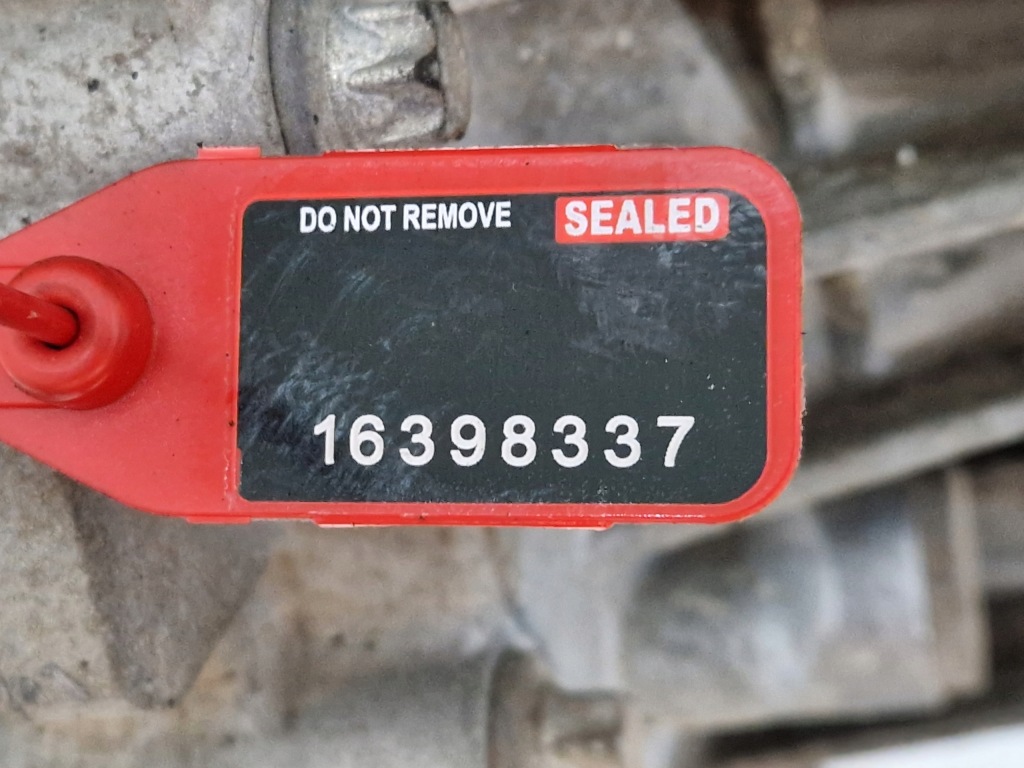 DO NOT REMOVE SEALED
16398337